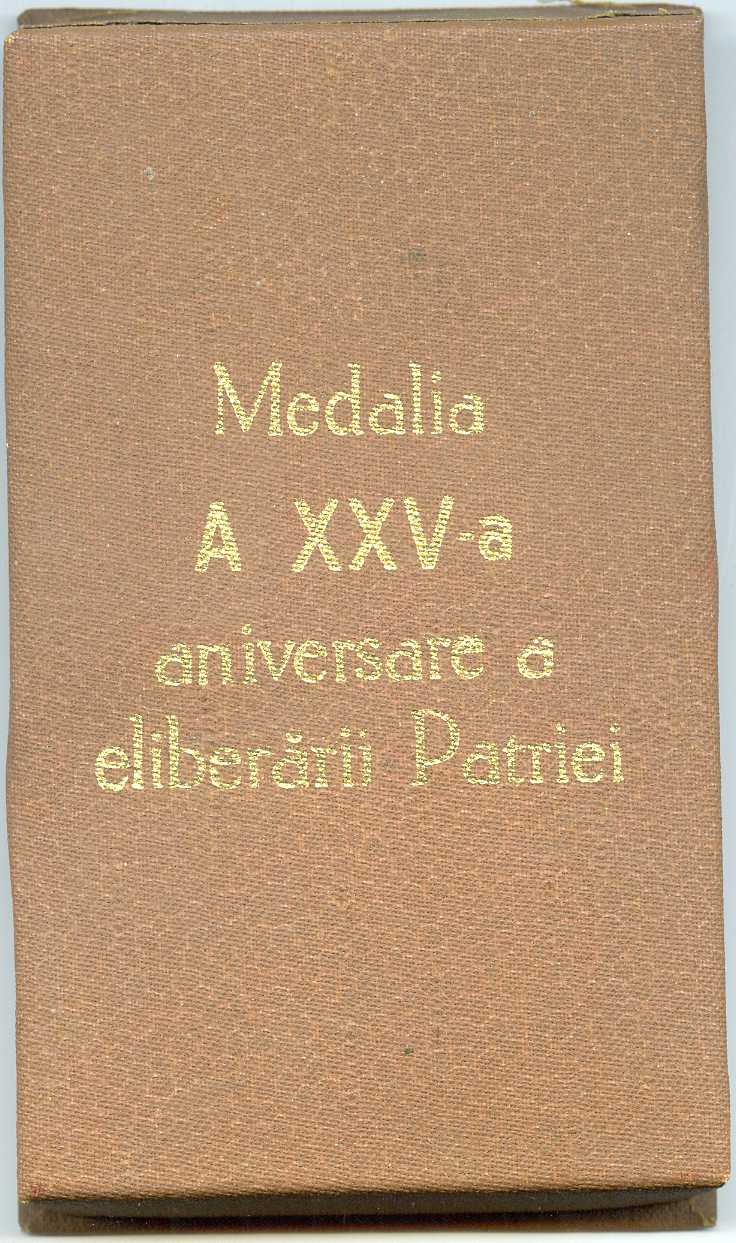 Medalia
A XXV-a
aniversare a
eliberării Patriei